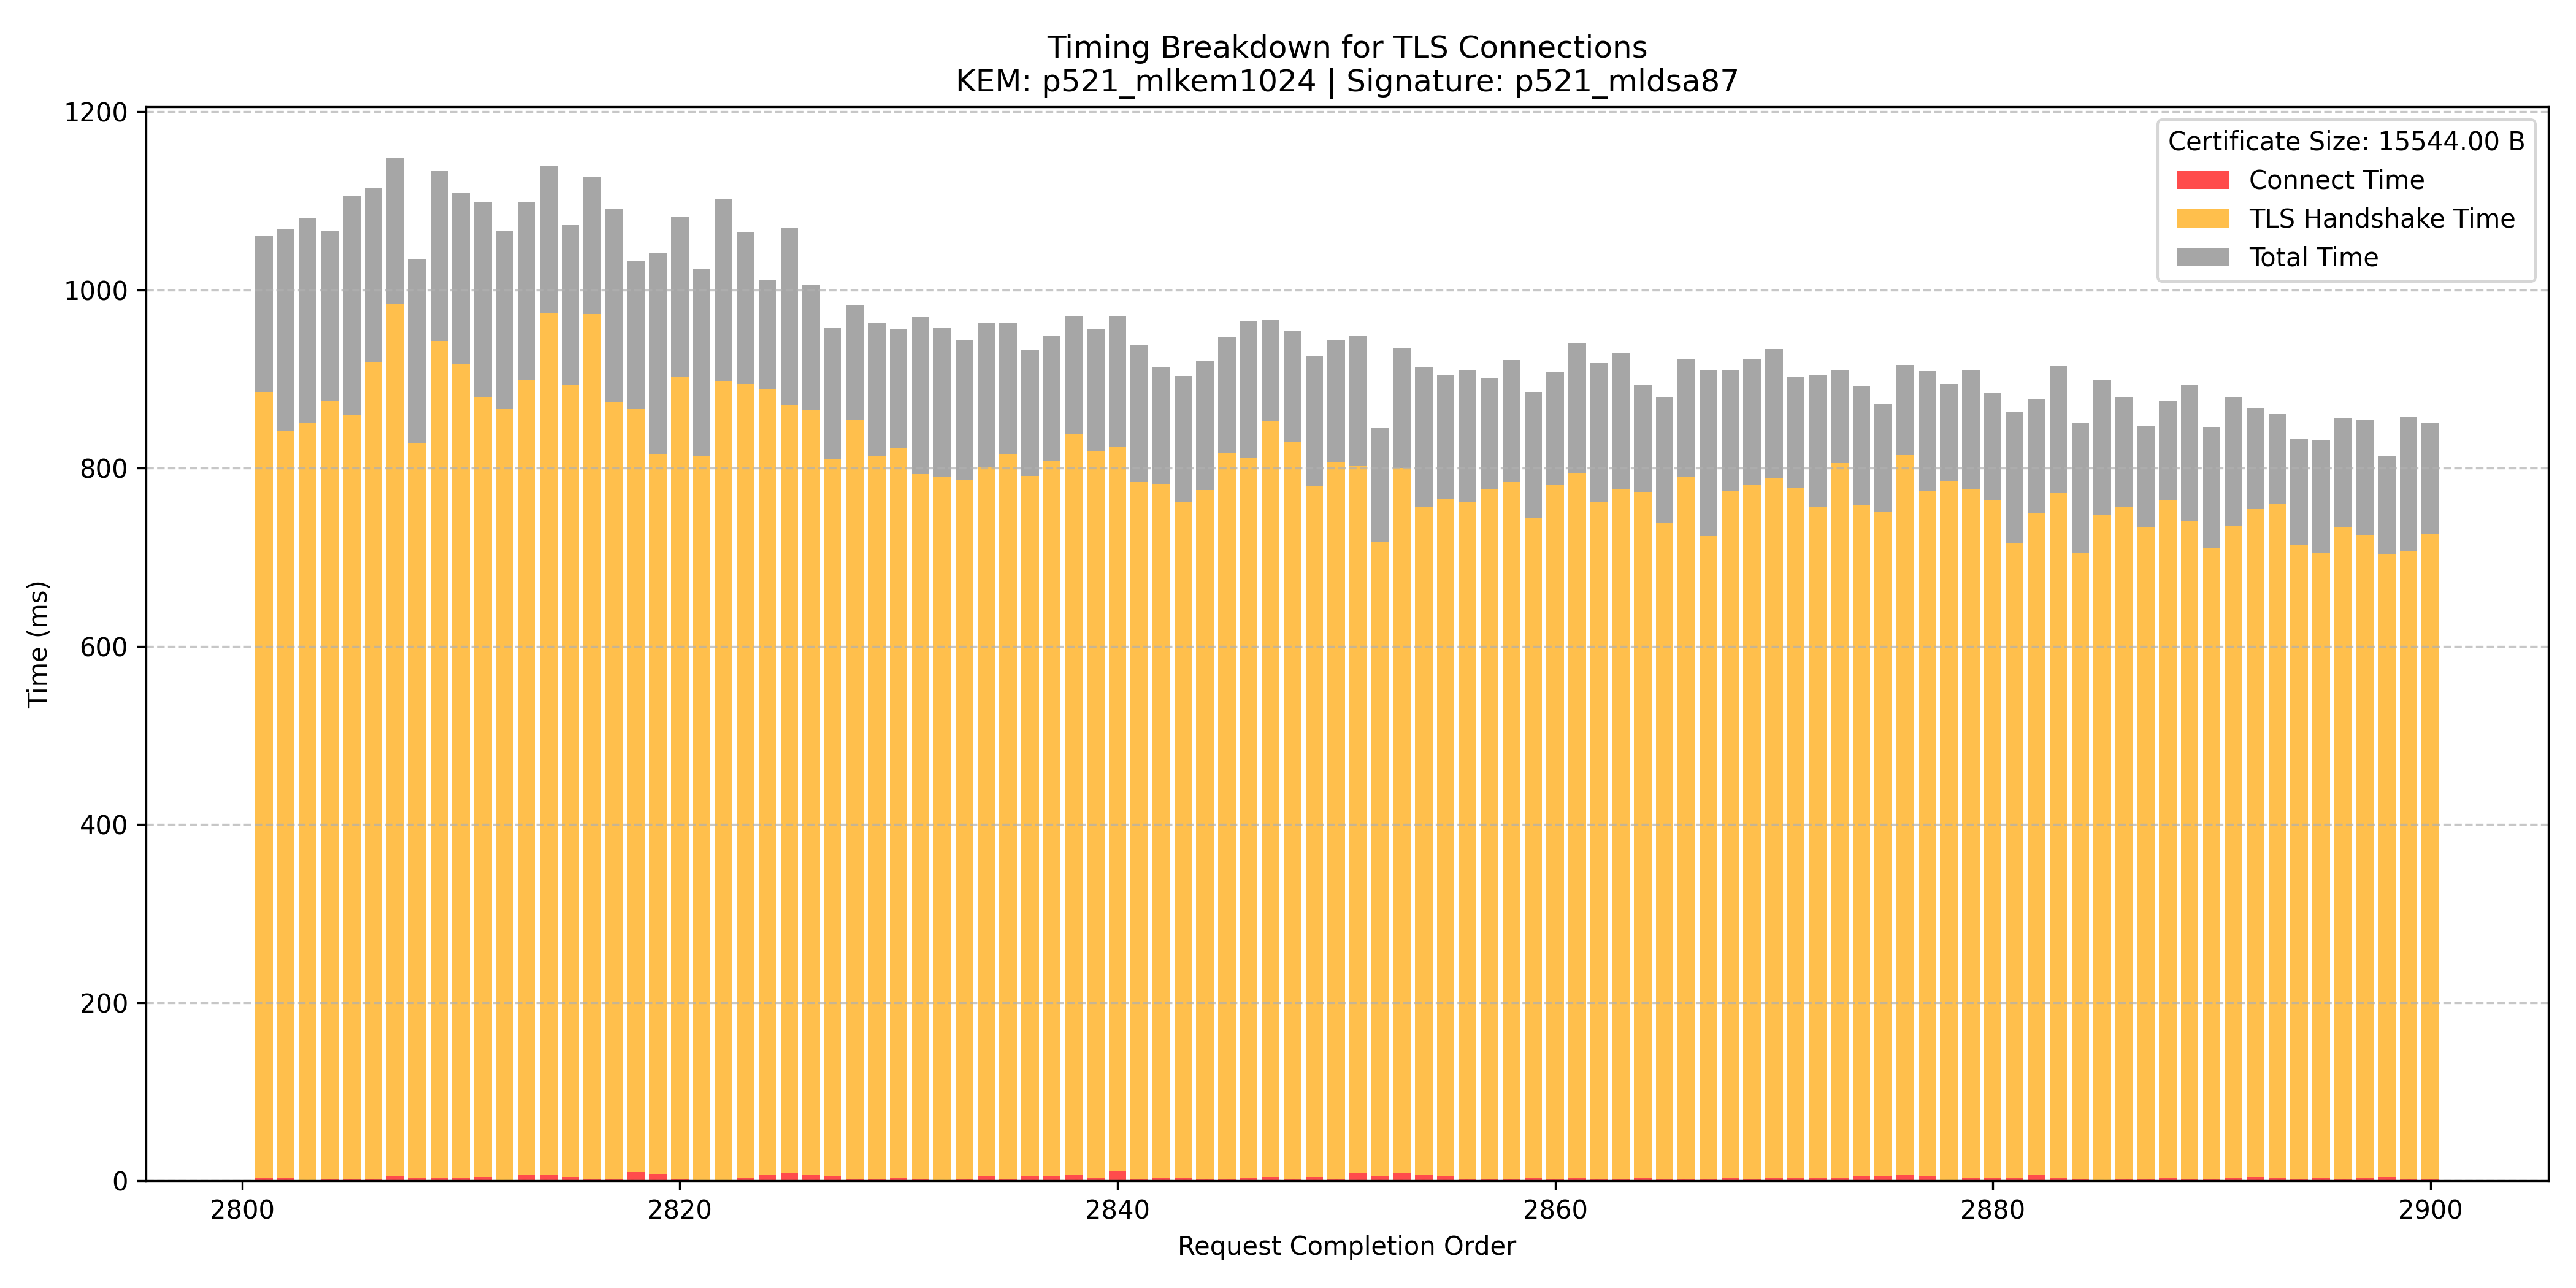 Timing Breakdown for TLS Connections
KEM: p521_mlkem1024 | Signature: p521_mldsa87
Certificate Size: 15544.00 B
Connect Time
TLS Handshake Time
Total Time
Time (ms)
1200
1000
800
600
400
200
0
2800 2820 2840 2860 2880 2900
Request Completion Order